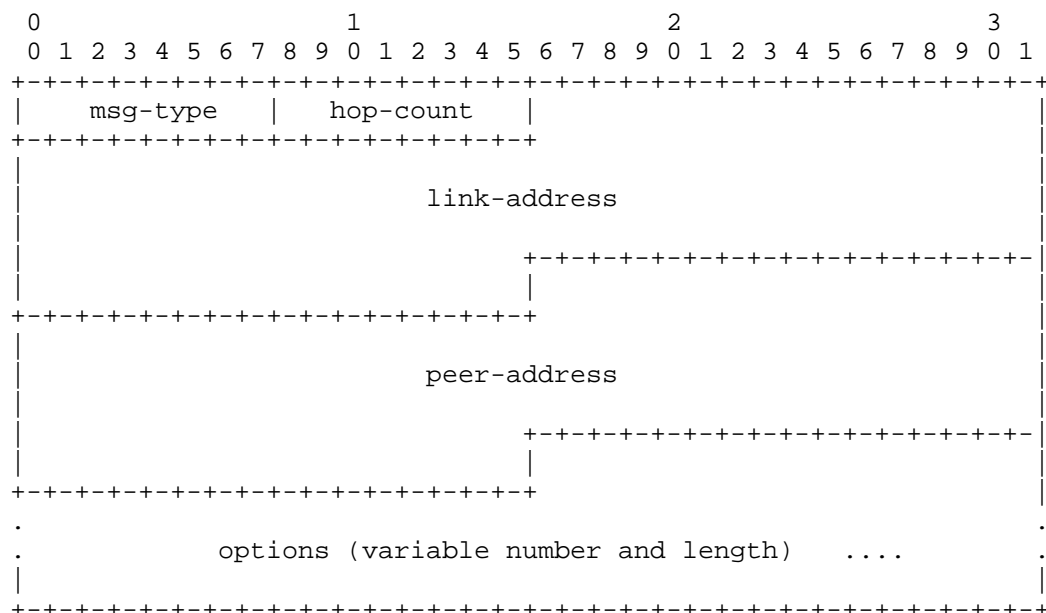 0                   1                   2                   3
0 1 2 3 4 5 6 7 8 9 0 1 2 3 4 5 6 7 8 9 0 1 2 3 4 5 6 7 8 9 0 1
msg-type | hop-count
link-address
peer-address
options (variable number and length) ....